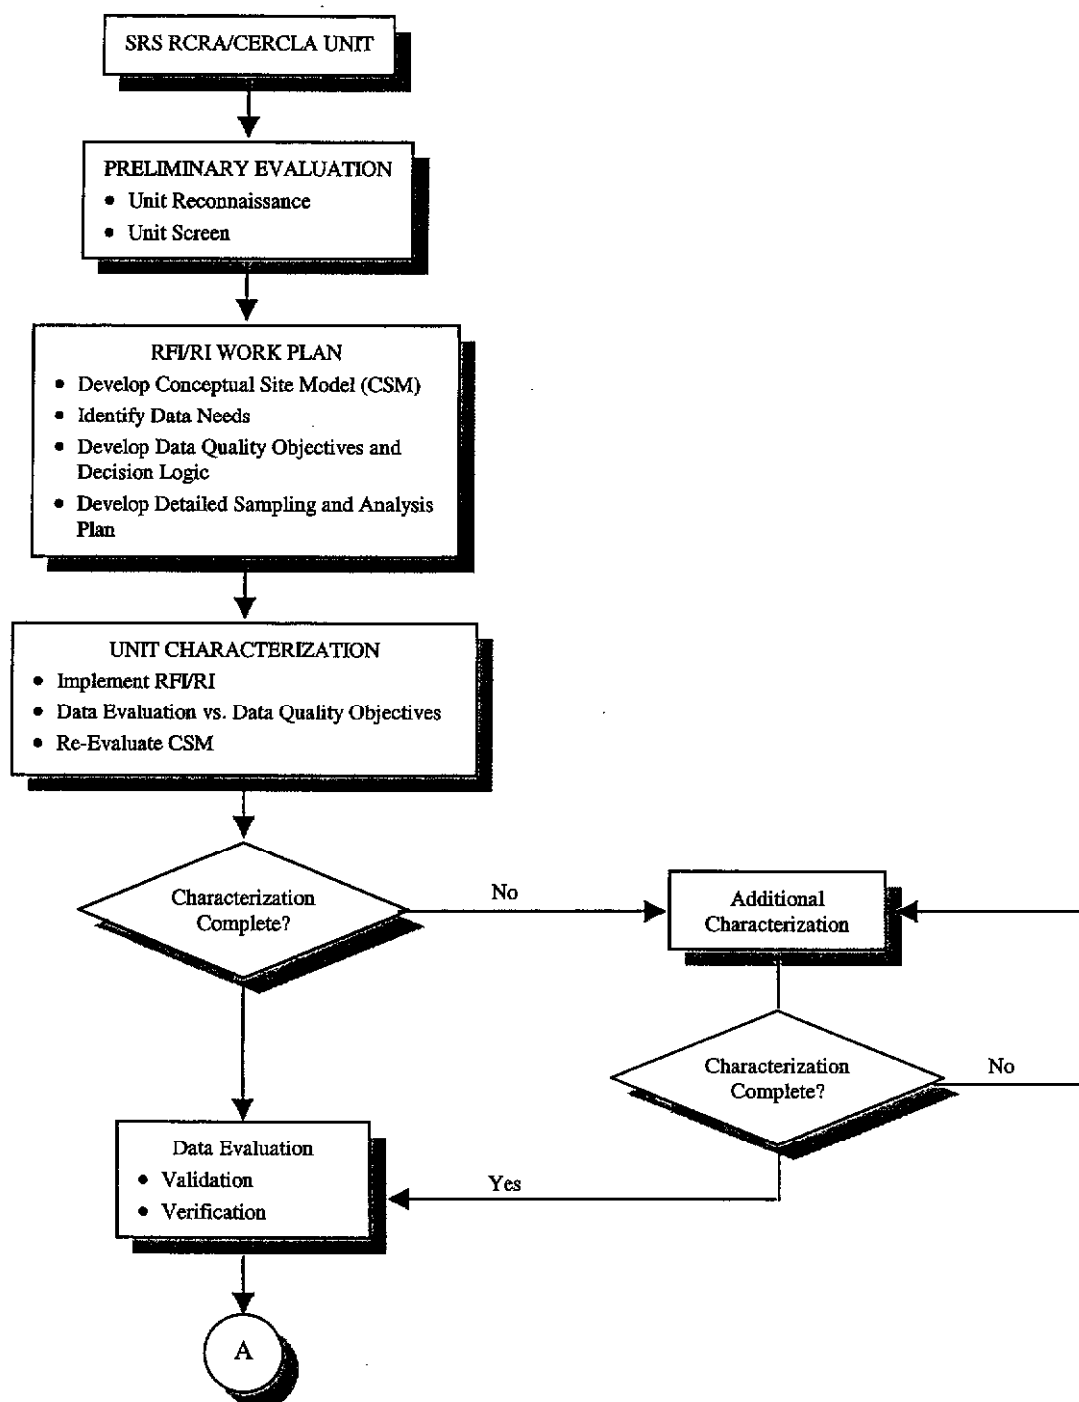 SRS RCRA/CERCLA UNIT
PRELIMINARY EVALUATION
• Unit Reconnaissance
• Unit Screen
RFI/RI WORK PLAN
• Develop Conceptual Site Model (CSM)
• Identify Data Needs
• Develop Data Quality Objectives and
Decision Logic
• Develop Detailed Sampling and Analysis
Plan
UNIT CHARACTERIZATION
• Implement RFI/RI
• Data Evaluation vs. Data Quality Objectives
• Re-Evaluate CSM
Characterization
Complete?
No
Additional
Characterization
Characterization
Complete?
No
Yes
Data Evaluation
• Validation
• Verification
A